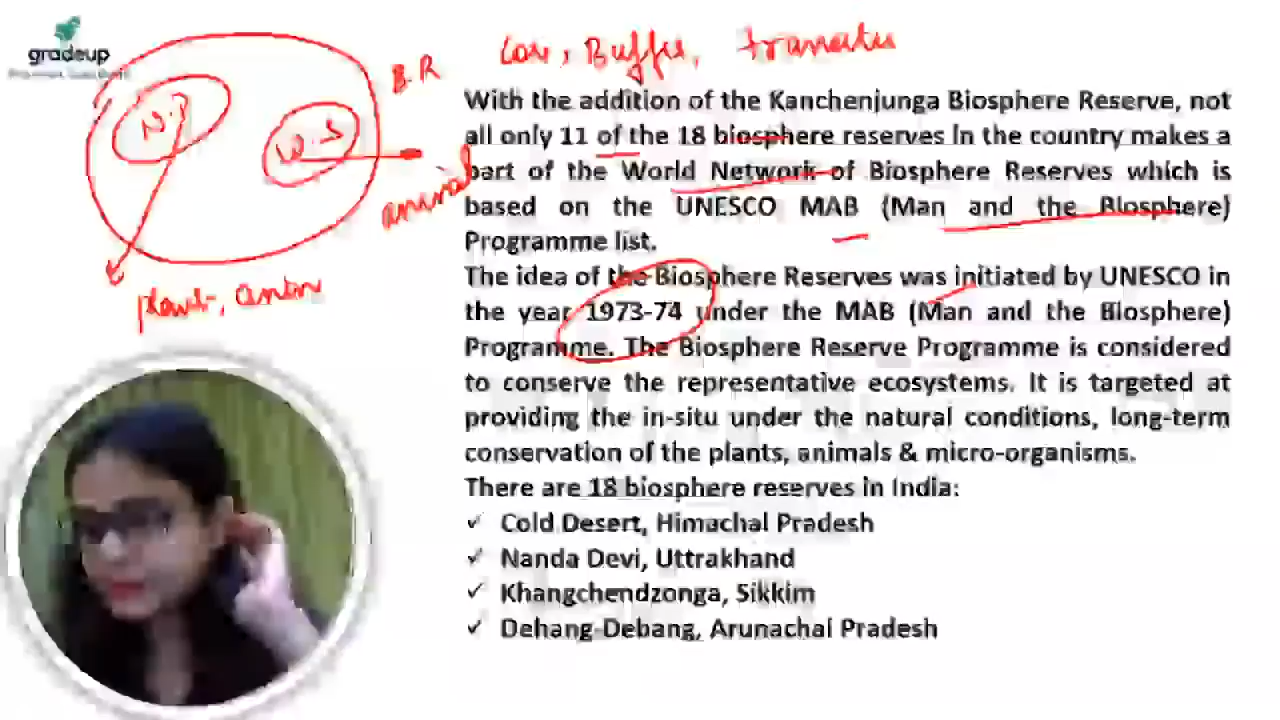 gradeup
Core, Buffer, transition
B.R
N.P
W.S
animal
plant, anim
With the addition of the Kanchenjunga Biosphere Reserve, not
all only 11 of the 18 biosphere reserves in the country makes a
part of the World Network of Biosphere Reserves which is
based on the UNESCO MAB (Man and the Biosphere)
Programme list.
The idea of the Biosphere Reserves was initiated by UNESCO in
the year 1973-74 under the MAB (Man and the Biosphere)
Programme. The Biosphere Reserve Programme is considered
to conserve the representative ecosystems. It is targeted at
providing the in-situ under the natural conditions, long-term
conservation of the plants, animals & micro-organisms.
There are 18 biosphere reserves in India:
✓ Cold Desert, Himachal Pradesh
✓ Nanda Devi, Uttrakhand
✓ Khangchendzonga, Sikkim
✓ Dehang-Debang, Arunachal Pradesh